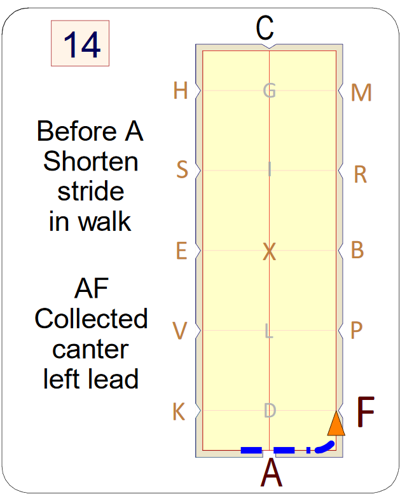 14
Before A
Shorten
stride
in walk
AF
Collected
canter
left lead
C
H G M
S I R
E X B
V L P
K D F
A